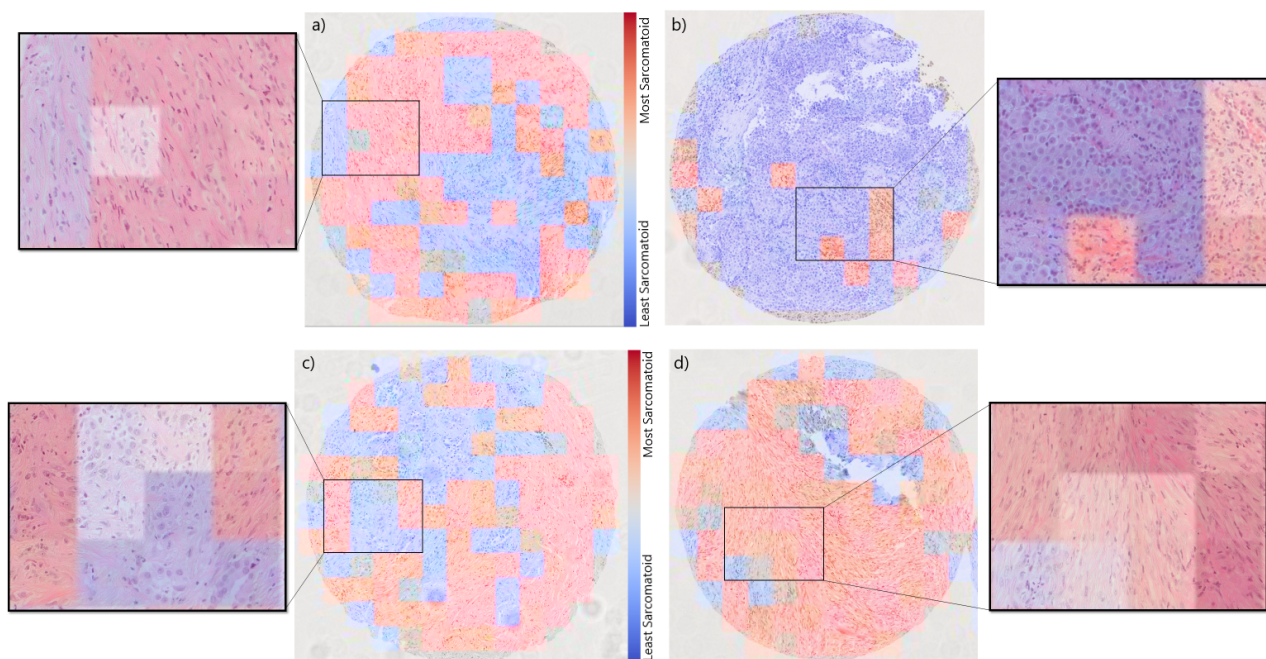 a)
Most Sarcomatoid
Least Sarcomatoid
b)
c)
Most Sarcomatoid
Least Sarcomatoid
d)